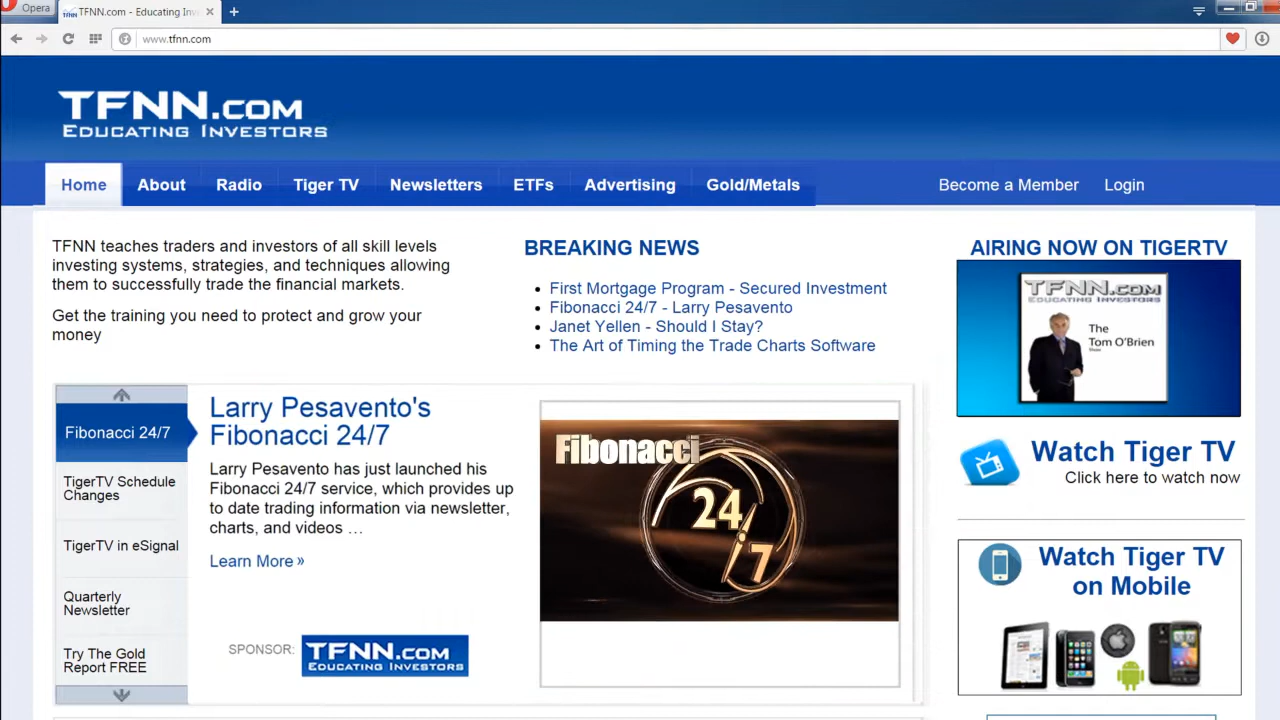 Opera
TFNN.com - Educating Inv
www.tfnn.com
TFNN.com
Educating Investors
Home
About
Radio
Tiger TV
Newsletters
ETFs
Advertising
Gold/Metals
Become a Member
Login
TFNN teaches traders and investors of all skill levels
investing systems, strategies, and techniques allowing
them to successfully trade the financial markets.
Get the training you need to protect and grow your
money
BREAKING NEWS
First Mortgage Program - Secured Investment
Fibonacci 24/7 - Larry Pesavento
Janet Yellen - Should I Stay?
The Art of Timing the Trade Charts Software
AIRING NOW ON TIGERTV
TFNN.com
Educating Investors
The
Tom O'Brien
Show
Fibonacci 24/7
TigerTV Schedule
Changes
TigerTV in eSignal
Quarterly
Newsletter
Try The Gold
Report FREE
Larry Pesavento's
Fibonacci 24/7
Larry Pesavento has just launched his
Fibonacci 24/7 service, which provides up
to date trading information via newsletter,
charts, and videos …
Learn More »
SPONSOR:
TFNN.com
Educating Investors
Fibonacci
24
7
Watch Tiger TV
Click here to watch now
Watch Tiger TV
on Mobile